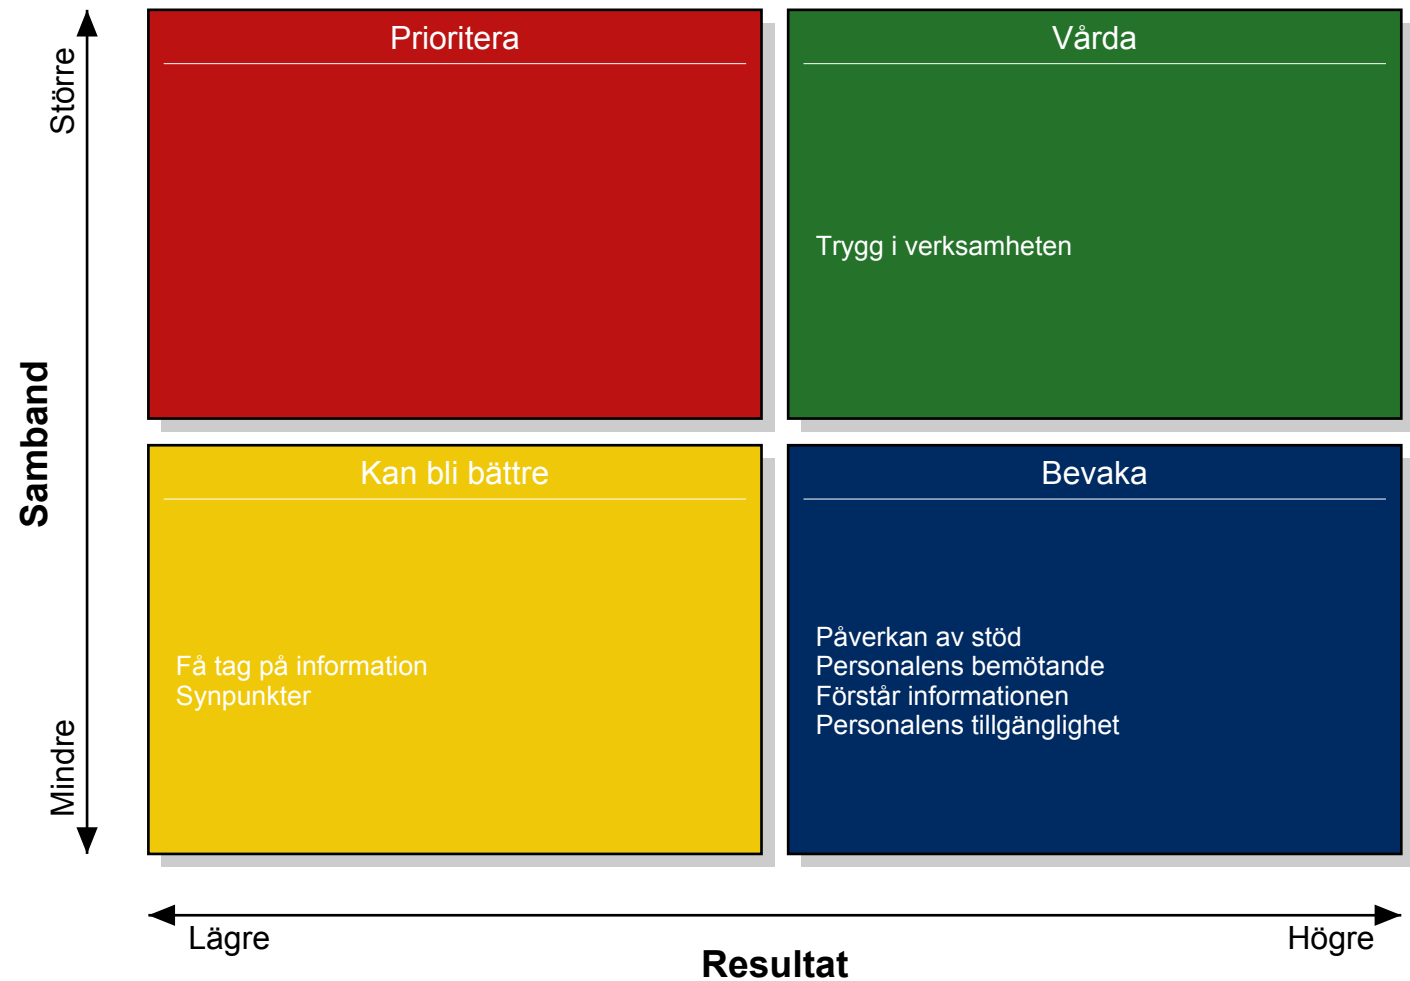 Prioritera
Vårda
Större
Trygg i verksamheten
Samband
Kan bli bättre
Bevaka
Få tag på information
Synpunkter
Påverkan av stöd
Personalens bemötande
Förstår informationen
Personalens tillgänglighet
Mindre
Lägre
Högre
Resultat